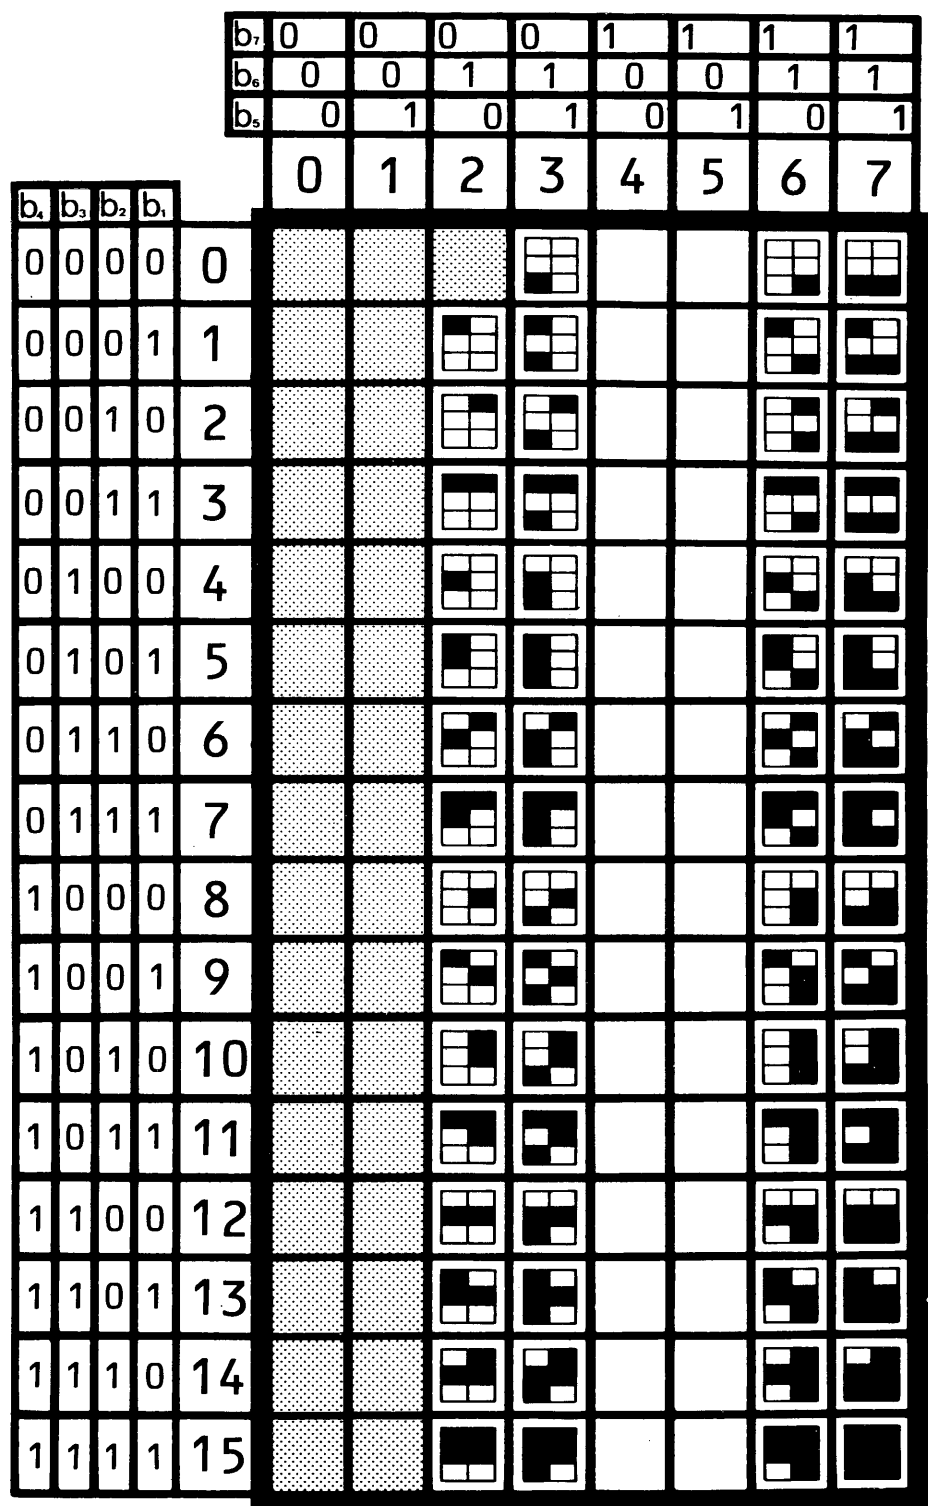 b₇ 0 0 0 0 1 1 1 1
b₆ 0 0 1 1 0 0 1 1
b₅ 0 1 0 1 0 1 0 1
0 1 2 3 4 5 6 7
b₄ b₃ b₂ b₁
0 0 0 0 0
0 0 0 1 1
0 0 1 0 2
0 0 1 1 3
0 1 0 0 4
0 1 0 1 5
0 1 1 0 6
0 1 1 1 7
1 0 0 0 8
1 0 0 1 9
1 0 1 0 10
1 0 1 1 11
1 1 0 0 12
1 1 0 1 13
1 1 1 0 14
1 1 1 1 15